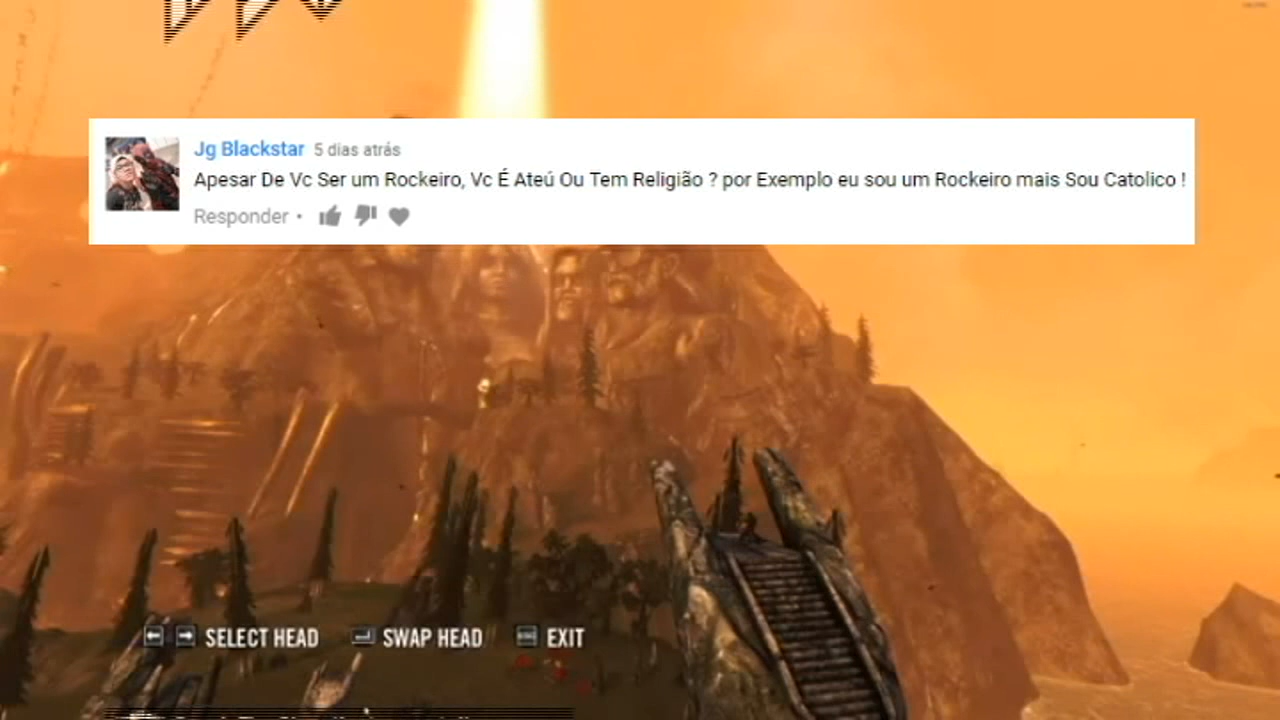 Jg Blackstar 5 dias atrás
Apesar De Vc Ser um Rockeiro, Vc É Ateú Ou Tem Religião ? por Exemplo eu sou um Rockeiro mais Sou Catolico !
Responder •
SELECT HEAD SWAP HEAD EXIT